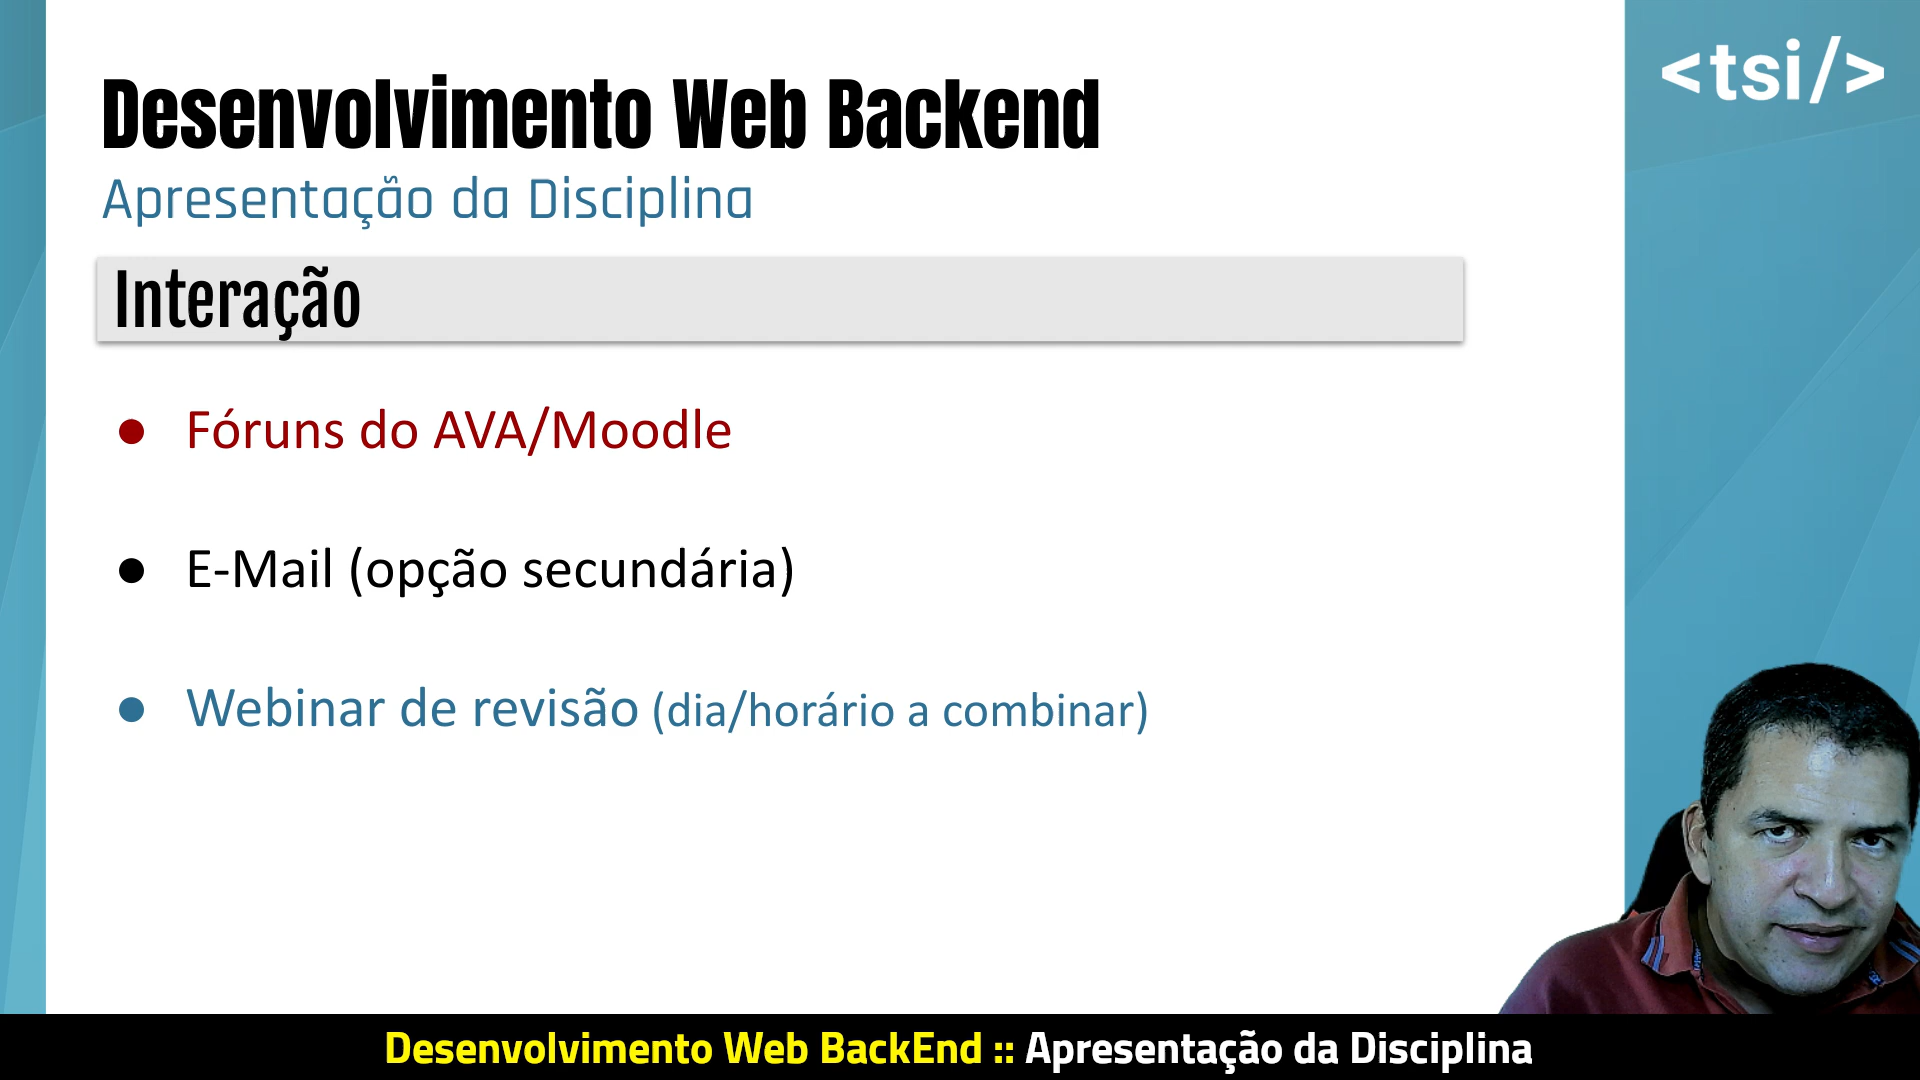 <tsi/>
Desenvolvimento Web Backend
Apresentação da Disciplina
Interação
● Fóruns do AVA/Moodle
● E-Mail (opção secundária)
● Webinar de revisão (dia/horário a combinar)
Desenvolvimento Web BackEnd :: Apresentação da Disciplina